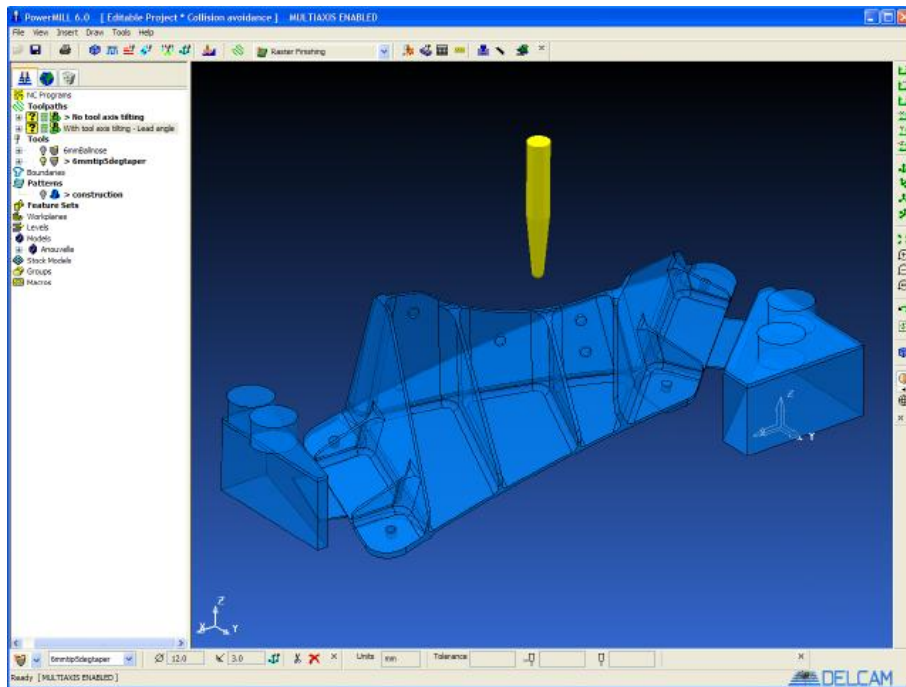 PowerMILL 6.0 [ Editable Project * Collision avoidance ] MULTIAXIS ENABLED
File View Insert Draw Tools Help
Raster Finishing
NC Programs
Toolpaths
> No tool axis tilting
With tool axis tilting - Lead angle
Tools
6mmBallnose
> 6mmtip5degtaper
Boundaries
Patterns
> construction
Feature Sets
Workplanes
Levels
Models
Anouvelle
Stock Models
Groups
Macros
Z
X Y
Z
X Y
6mmtip5degtaper 12.0 3.0 Units mm Tolerance
Ready [MULTIAXIS ENABLED ]
DELCAM